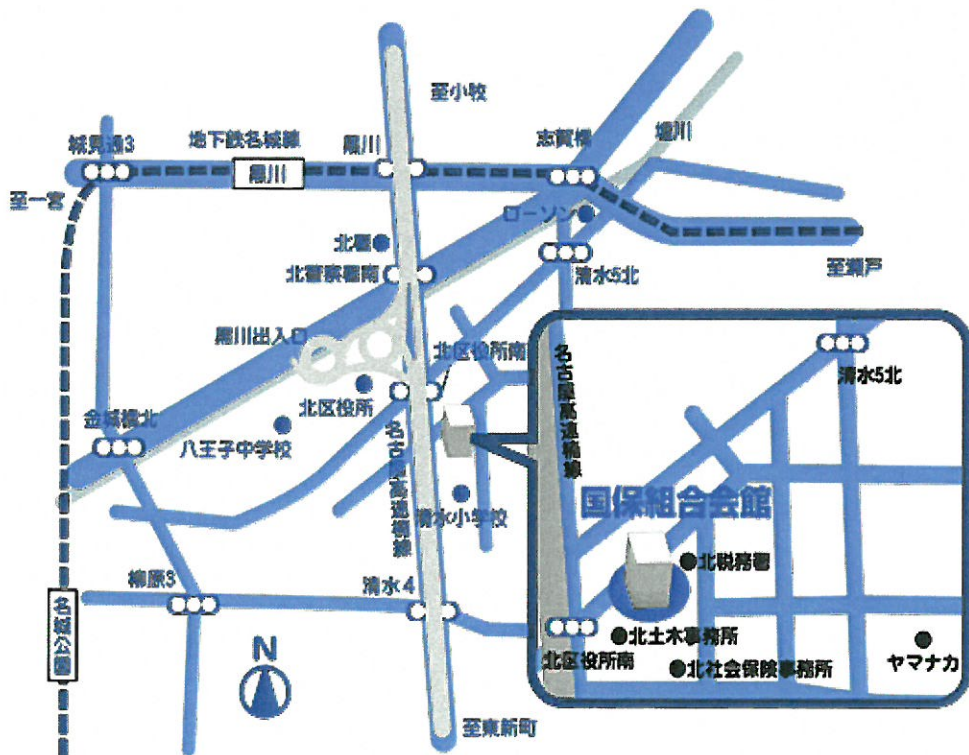 至小牧
城見通3
地下鉄名城線
黒川
志賀橋
堀川
黒川
至一宮
ローソン
北署
北警察署南
清水5北
至瀬戸
黒川出入口
北区役所南
北区役所
金城橋北
八王子中学校
名古屋高速楠線
清水小学校
柳原3
清水4
名城公園
N
至東新町
名古屋高速楠線
清水5北
国保組合会館
北税務署
北土木事務所
北区役所南
北社会保険事務所
ヤマナカ